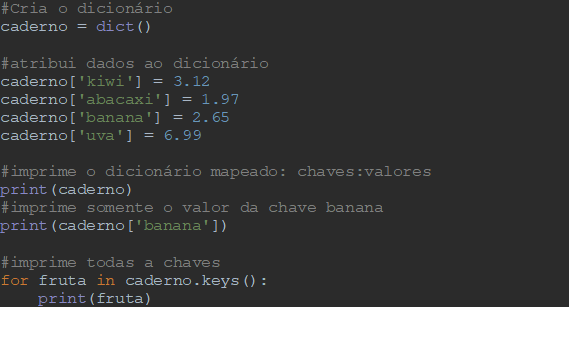 #Cria o dicionário
caderno = dict()
#atribui dados ao dicionário
caderno['kiwi'] = 3.12
caderno['abacaxi'] = 1.97
caderno['banana'] = 2.65
caderno['uva'] = 6.99
#imprime o dicionário mapeado: chaves:valores
print(caderno)
#imprime somente o valor da chave banana
print(caderno['banana'])
#imprime todas a chaves
for fruta in caderno.keys():
    print(fruta)